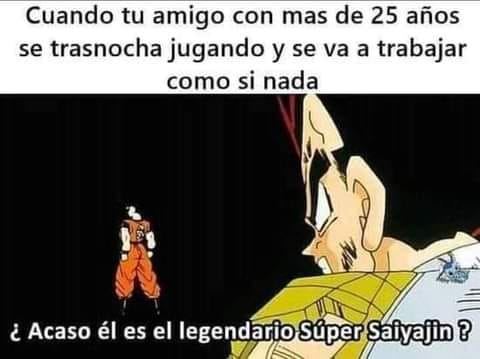 Cuando tu amigo con mas de 25 años
se trasnocha jugando y se va a trabajar
como si nada
¿ Acaso él es el legendario Súper Saiyajin ?